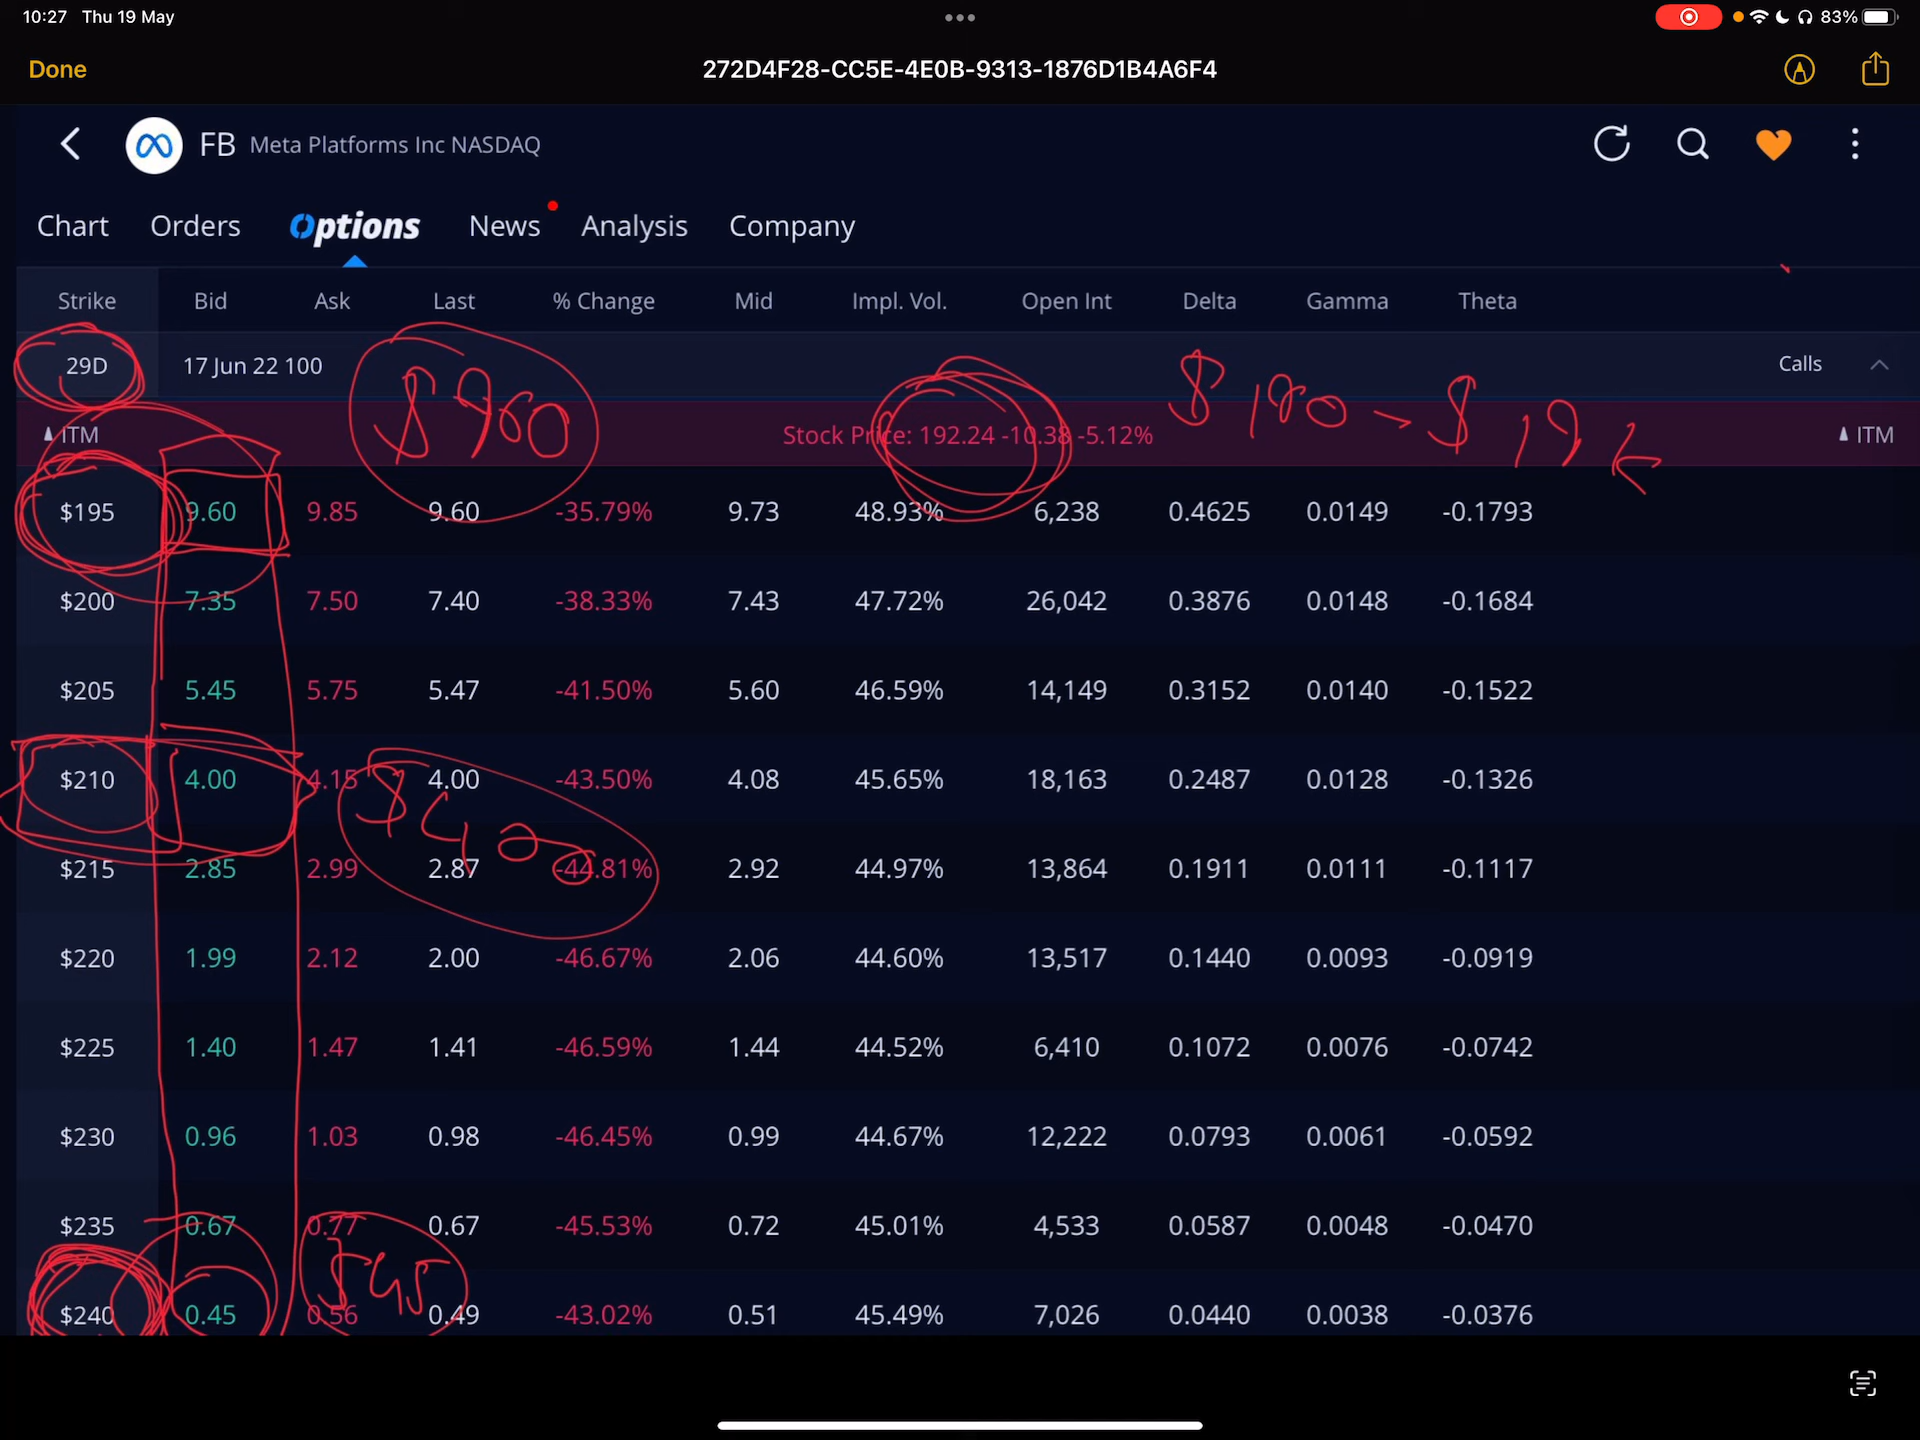 10:27 Thu 19 May
83%
Done 272D4F28-CC5E-4E0B-9313-1876D1B4A6F4
FB Meta Platforms Inc NASDAQ
Chart Orders Options News Analysis Company
Strike Bid Ask Last % Change Mid Impl. Vol. Open Int Delta Gamma Theta
29D 17 Jun 22 100 Calls
$960
$190 - $19k
ITM Stock Price: 192.24 -10.38 -5.12% ITM
$195 9.60 9.85 9.60 -35.79% 9.73 48.93% 6,238 0.4625 0.0149 -0.1793
$200 7.35 7.50 7.40 -38.33% 7.43 47.72% 26,042 0.3876 0.0148 -0.1684
$205 5.45 5.75 5.47 -41.50% 5.60 46.59% 14,149 0.3152 0.0140 -0.1522
$210 4.00 4.15 4.00 -43.50% 4.08 45.65% 18,163 0.2487 0.0128 -0.1326
$400
$215 2.85 2.99 2.87 -44.81% 2.92 44.97% 13,864 0.1911 0.0111 -0.1117
$220 1.99 2.12 2.00 -46.67% 2.06 44.60% 13,517 0.1440 0.0093 -0.0919
$225 1.40 1.47 1.41 -46.59% 1.44 44.52% 6,410 0.1072 0.0076 -0.0742
$230 0.96 1.03 0.98 -46.45% 0.99 44.67% 12,222 0.0793 0.0061 -0.0592
$235 0.67 0.77 0.67 -45.53% 0.72 45.01% 4,533 0.0587 0.0048 -0.0470
$45
$240 0.45 0.56 0.49 -43.02% 0.51 45.49% 7,026 0.0440 0.0038 -0.0376